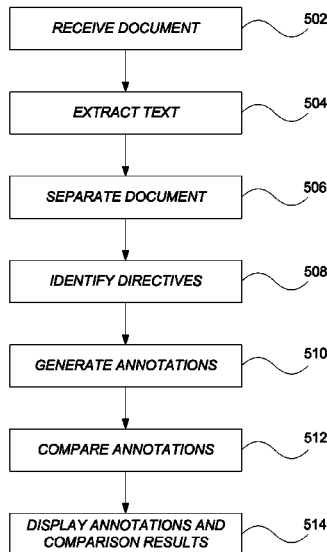 RECEIVE DOCUMENT 502
EXTRACT TEXT 504
SEPARATE DOCUMENT 506
IDENTIFY DIRECTIVES 508
GENERATE ANNOTATIONS 510
COMPARE ANNOTATIONS 512
DISPLAY ANNOTATIONS AND 514
COMPARISON RESULTS